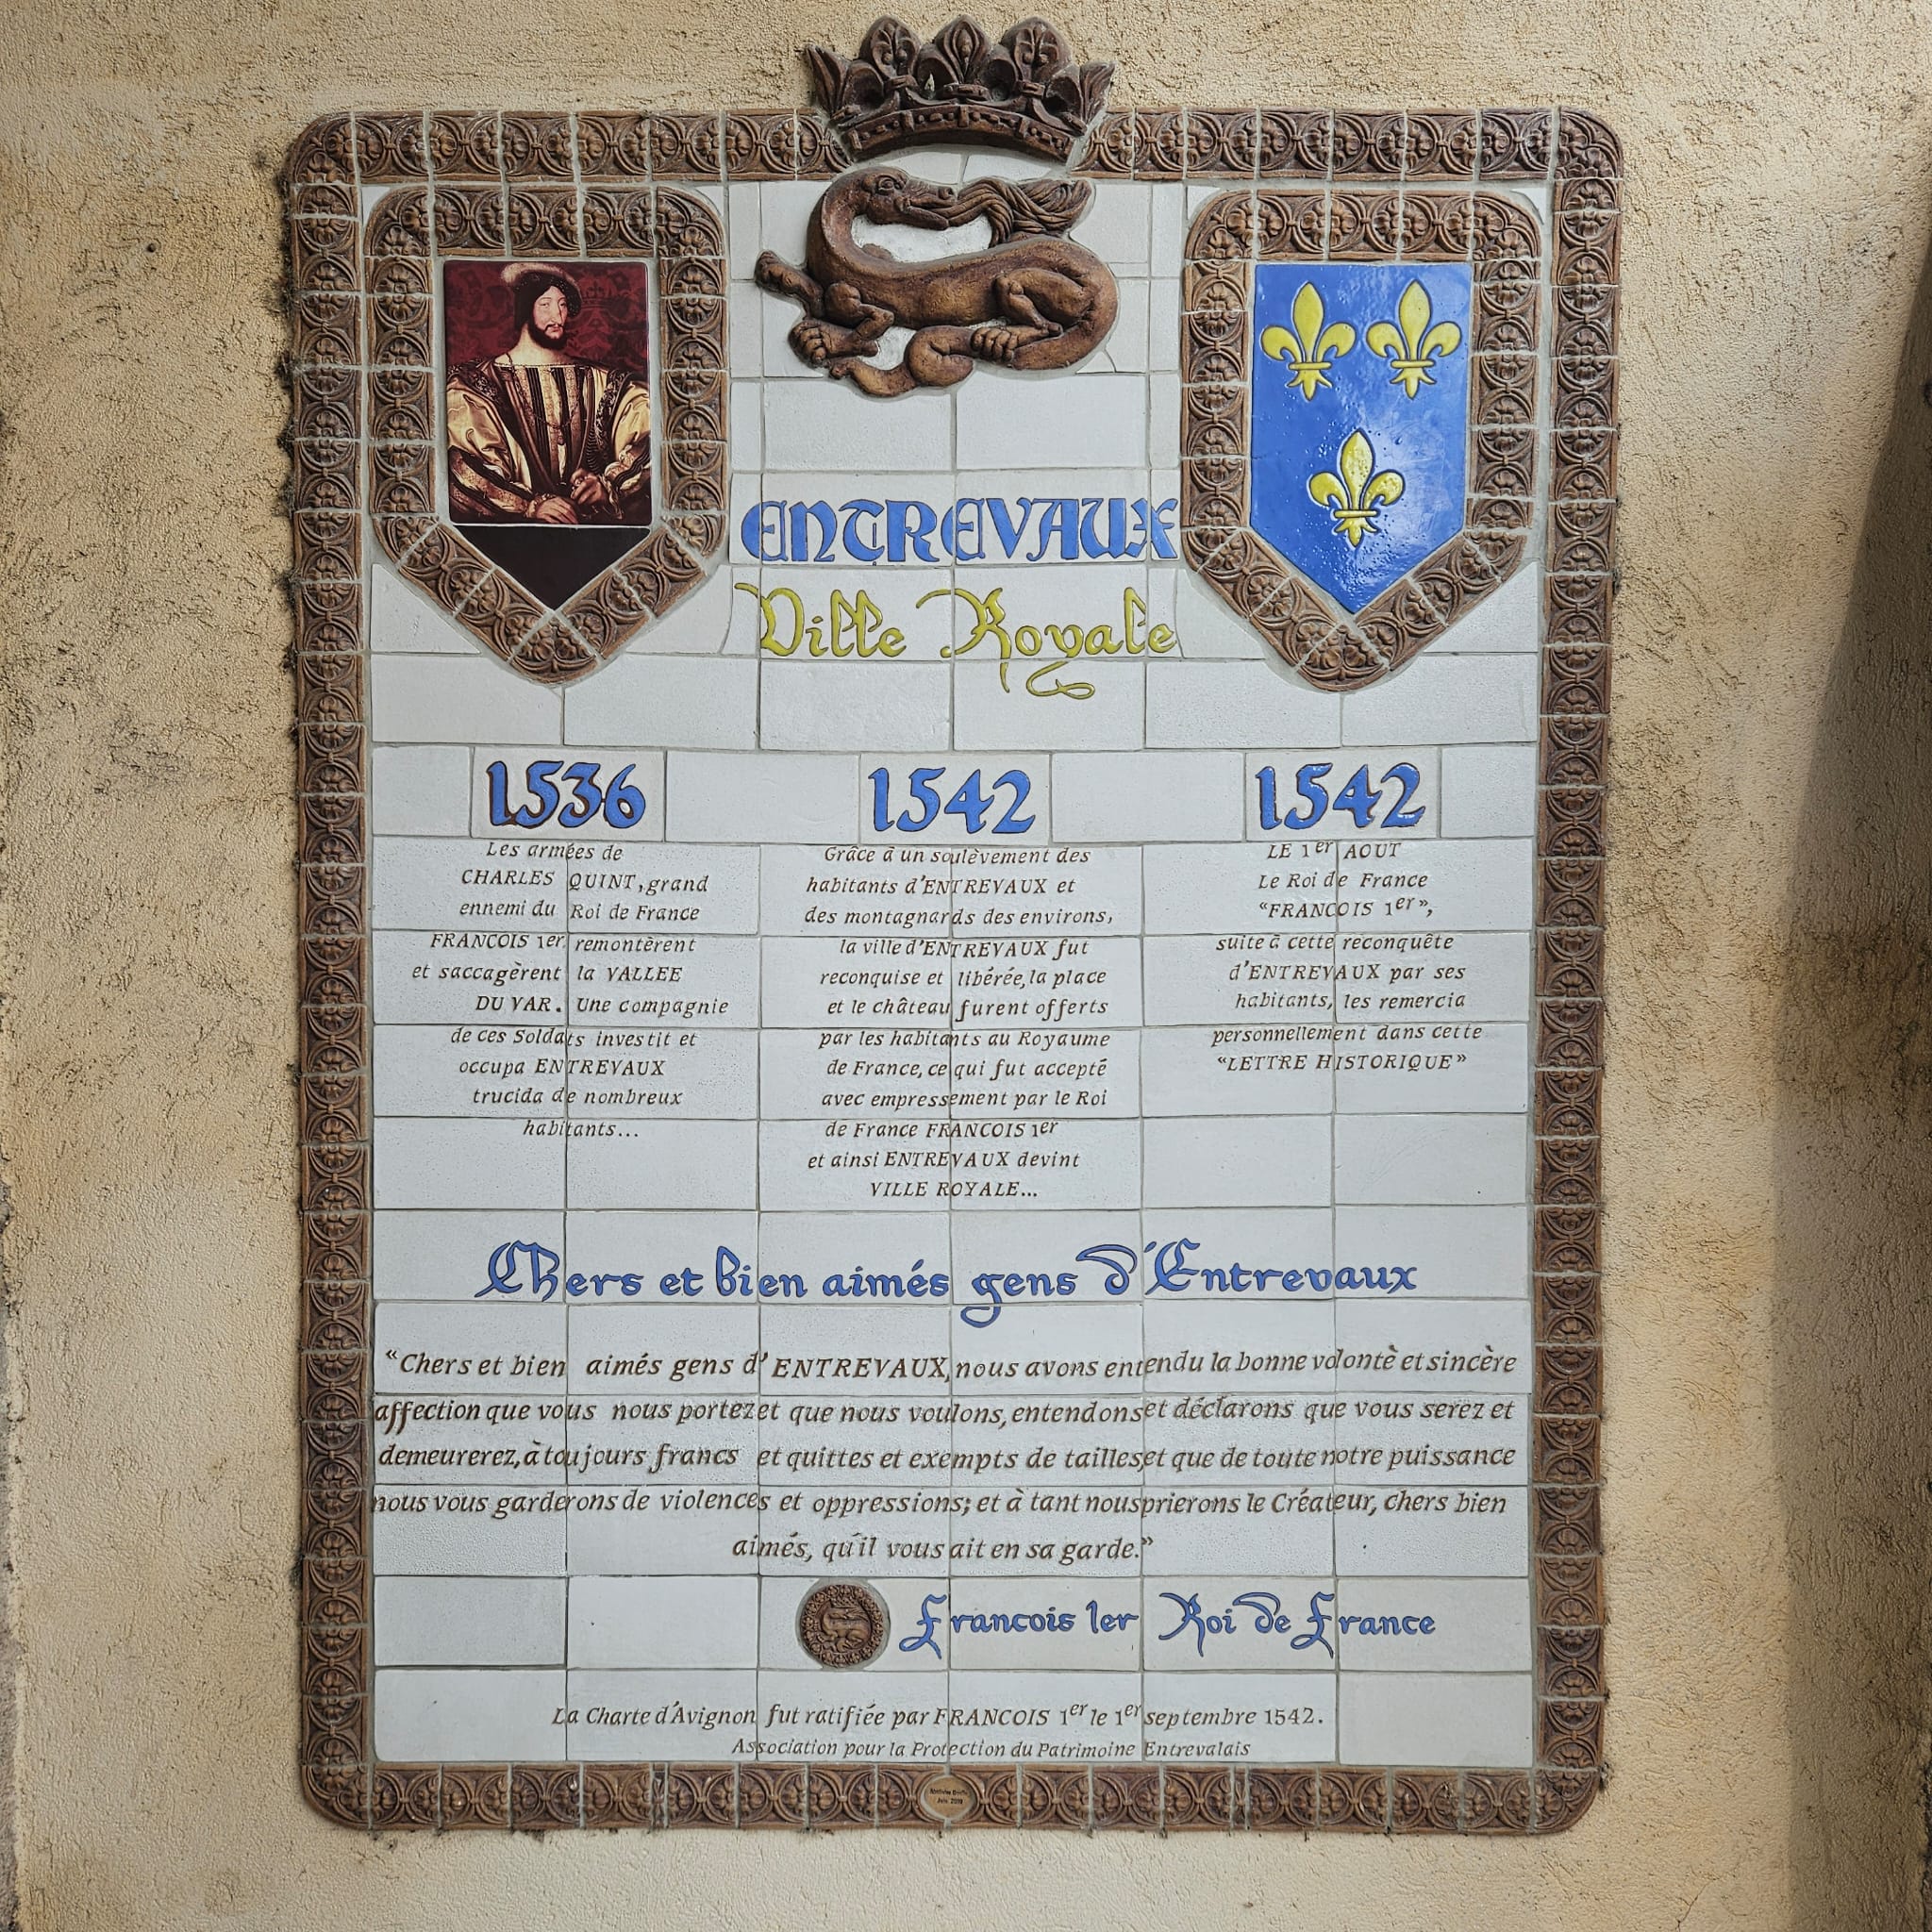 ENTREVAUX
Ville Royale
1536
Les armées de
CHARLES QUINT, grand
ennemi du Roi de France
FRANCOIS 1er remontèrent
et saccagèrent la VALLEE
DU VAR. Une compagnie
de ces Soldats investit et
occupa ENTREVAUX
trucida de nombreux
habitants...
1542
Grâce à un soulèvement des
habitants d'ENTREVAUX et
des montagnards des environs,
la ville d'ENTREVAUX fut
reconquise et libérée, la place
et le château furent offerts
par les habitants au Royaume
de France, ce qui fut accepté
avec empressement par le Roi
de France FRANCOIS 1er
et ainsi ENTREVAUX devint
VILLE ROYALE...
1542
LE 1er AOUT
Le Roi de France
"FRANCOIS 1er",
suite à cette reconquête
d'ENTREVAUX par ses
habitants, les remercia
personnellement dans cette
"LETTRE HISTORIQUE"
Chers et bien aimés gens d'Entrevaux
"Chers et bien aimés gens d'ENTREVAUX, nous avons entendu la bonne volontè et sincère
affection que vous nous portez et que nous voulons, entendons et déclarons que vous serez et
demeurerez, à toujours francs et quittes et exempts de tailles, et que de toute notre puissance
nous vous garderons de violences et oppressions; et à tant nous prierons le Créateur, chers bien
aimés, qu'il vous ait en sa garde."
Francois 1er Roi de France
La Charte d'Avignon fut ratifiée par FRANCOIS 1er le 1er septembre 1542.
Association pour la Protection du Patrimoine Entrevalais